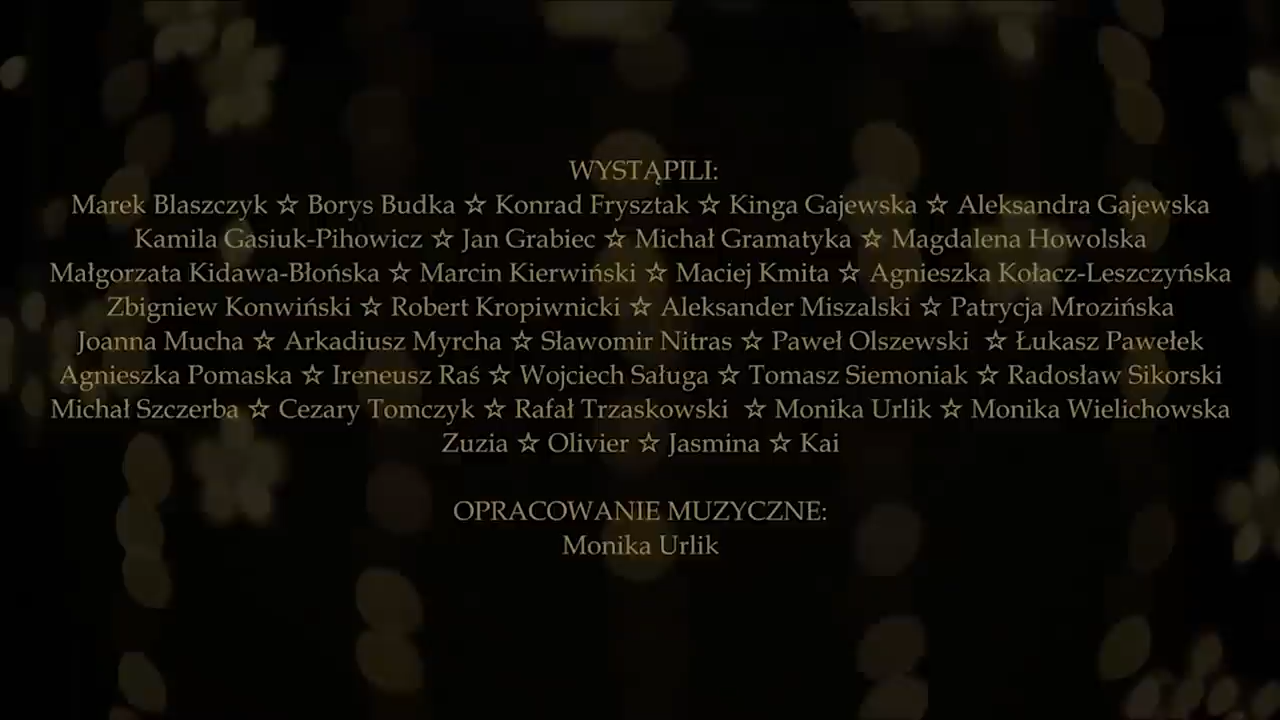 WYSTĄPILI:
Marek Blaszczyk ☆ Borys Budka ☆ Konrad Frysztak ☆ Kinga Gajewska ☆ Aleksandra Gajewska
Kamila Gasiuk-Pihowicz ☆ Jan Grabiec ☆ Michał Gramatyka ☆ Magdalena Howolska
Małgorzata Kidawa-Błońska ☆ Marcin Kierwiński ☆ Maciej Kmita ☆ Agnieszka Kołacz-Leszczyńska
Zbigniew Konwiński ☆ Robert Kropiwnicki ☆ Aleksander Miszalski ☆ Patrycja Mrozińska
Joanna Mucha ☆ Arkadiusz Myrcha ☆ Sławomir Nitras ☆ Paweł Olszewski ☆ Łukasz Pawełek
Agnieszka Pomaska ☆ Ireneusz Raś ☆ Wojciech Saługa ☆ Tomasz Siemoniak ☆ Radosław Sikorski
Michał Szczerba ☆ Cezary Tomczyk ☆ Rafał Trzaskowski ☆ Monika Urlik ☆ Monika Wielichowska
Zuzia ☆ Olivier ☆ Jasmina ☆ Kai
OPRACOWANIE MUZYCZNE:
Monika Urlik